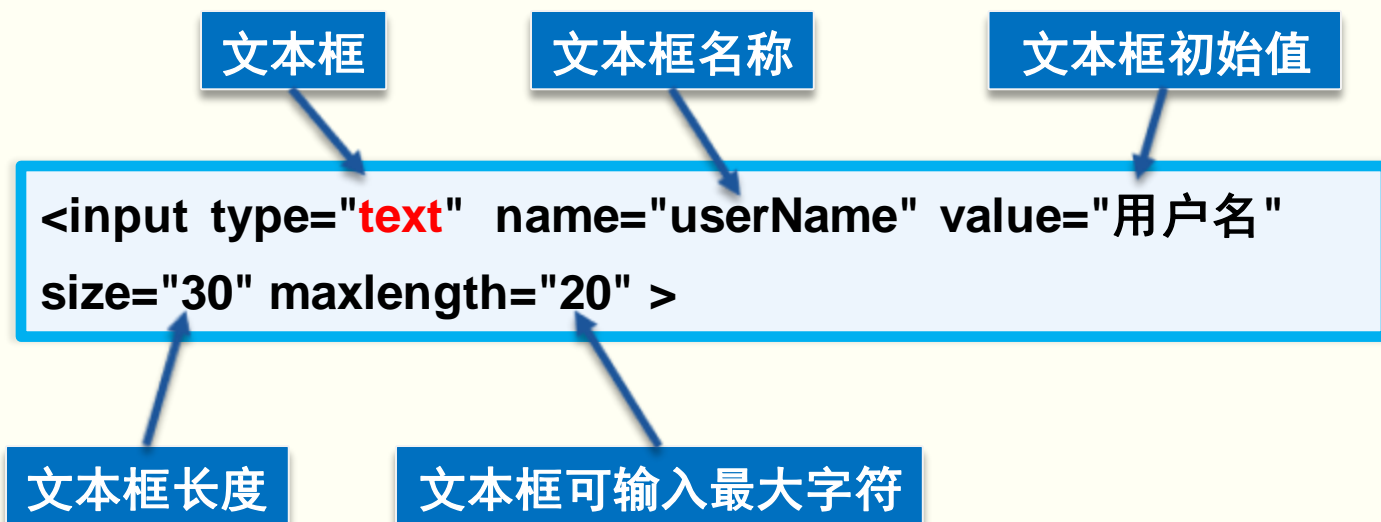 文本框
文本框名称
文本框初始值
<input type="text" name="userName" value="用户名"
size="30" maxlength="20" >
文本框长度
文本框可输入最大字符